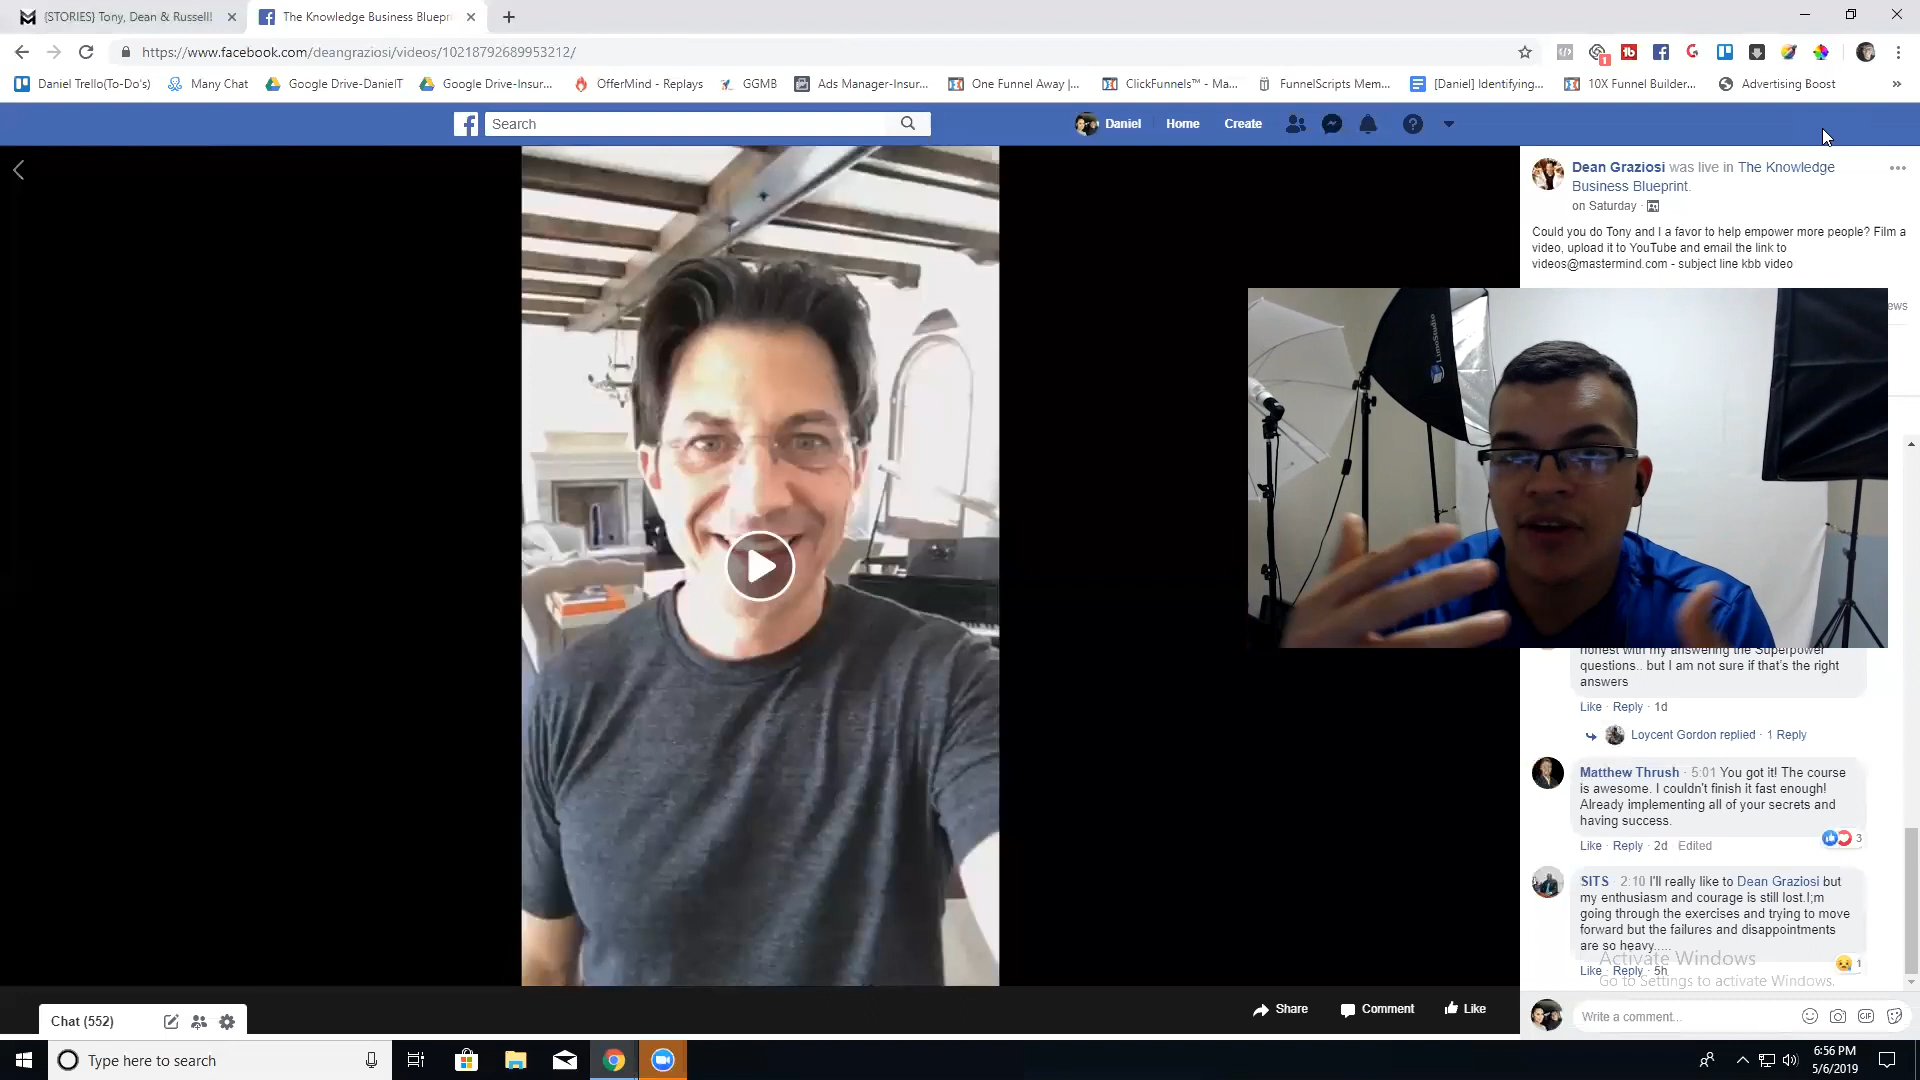 {STORIES} Tony, Dean & Russell!
The Knowledge Business Bluepri
https://www.facebook.com/deangraziosi/videos/10218792689953212/
Daniel Trello(To-Do's)
Many Chat
Google Drive-DanielT
Google Drive-Insur...
OfferMind - Replays
GGMB
Ads Manager-Insur...
One Funnel Away |...
ClickFunnels™ - Ma...
FunnelScripts Mem...
[Daniel] Identifying...
10X Funnel Builder...
Advertising Boost
Search
Daniel
Home
Create
Dean Graziosi was live in The Knowledge
Business Blueprint.
on Saturday ·
Could you do Tony and I a favor to help empower more people? Film a
video, upload it to YouTube and email the link to
videos@mastermind.com - subject line kbb video
ews
LimoStudio
honest with my answering the Superpower
questions.. but I am not sure if that's the right
answers
Like · Reply · 1d
Loycent Gordon replied · 1 Reply
Matthew Thrush · 5:01 You got it! The course
is awesome. I couldn't finish it fast enough!
Already implementing all of your secrets and
having success.
3
Like · Reply · 2d Edited
SITS · 2:10 I'll really like to Dean Graziosi but
my enthusiasm and courage is still lost.I;m
going through the exercises and trying to move
forward but the failures and disappointments
are so heavy.....
1
Like · Reply · 5h
Activate Windows
Go to Settings to activate Windows.
Share
Comment
Like
Write a comment...
GIF
Chat (552)
Type here to search
6:56 PM
5/6/2019